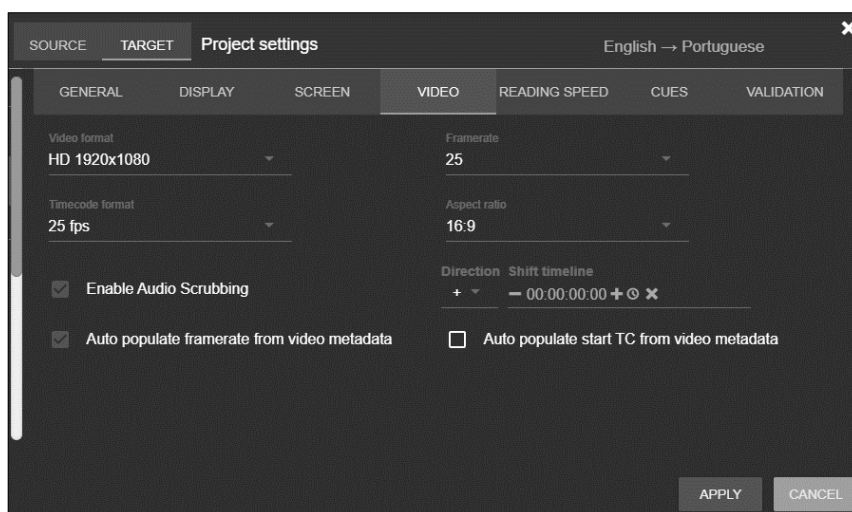 SOURCE TARGET Project settings English → Portuguese
GENERAL DISPLAY SCREEN VIDEO READING SPEED CUES VALIDATION
Video format Framerate
HD 1920x1080 25
Timecode format Aspect ratio
25 fps 16:9
Direction Shift timeline
Enable Audio Scrubbing + 00:00:00:00
Auto populate framerate from video metadata Auto populate start TC from video metadata
APPLY CANCEL